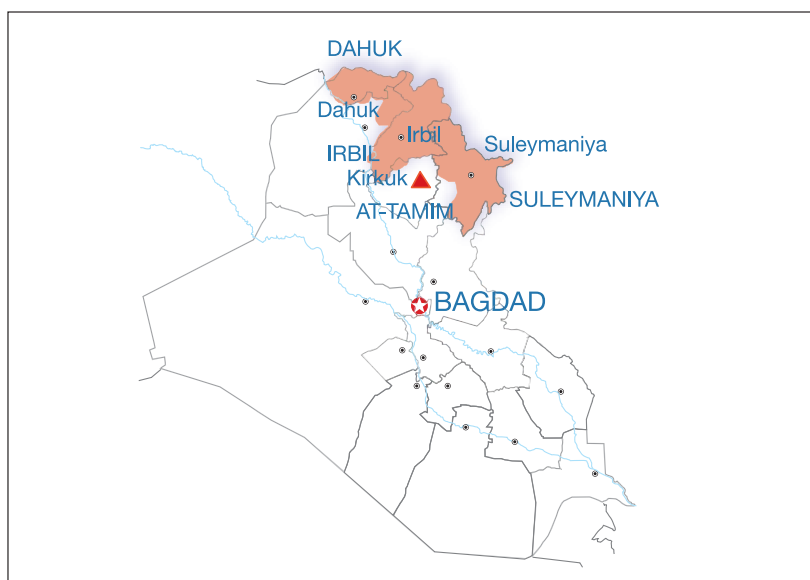 DAHUK
Dahuk
Irbil
Suleymaniya
IRBIL
Kirkuk
SULEYMANIYA
AT-TAMIM
BAGDAD